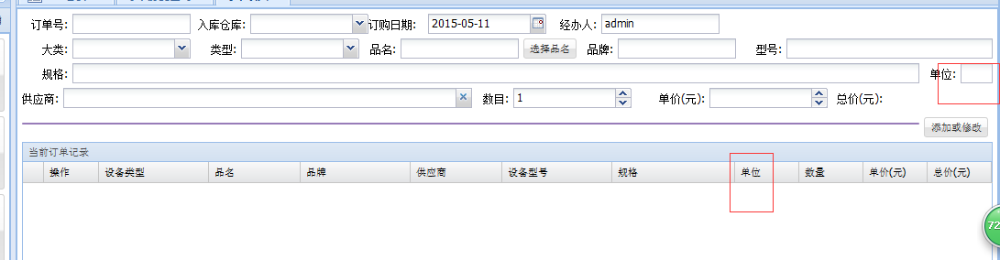 订单号: 入库仓库: 订购日期: 2015-05-11 经办人: admin
大类: 类型: 品名: 选择品名 品牌: 型号:
规格: 单位:
供应商: 数目: 1 单价(元): 总价(元):
添加或修改
当前订单记录
操作 设备类型 品名 品牌 供应商 设备型号 规格 单位 数量 单价(元) 总价(元)
72